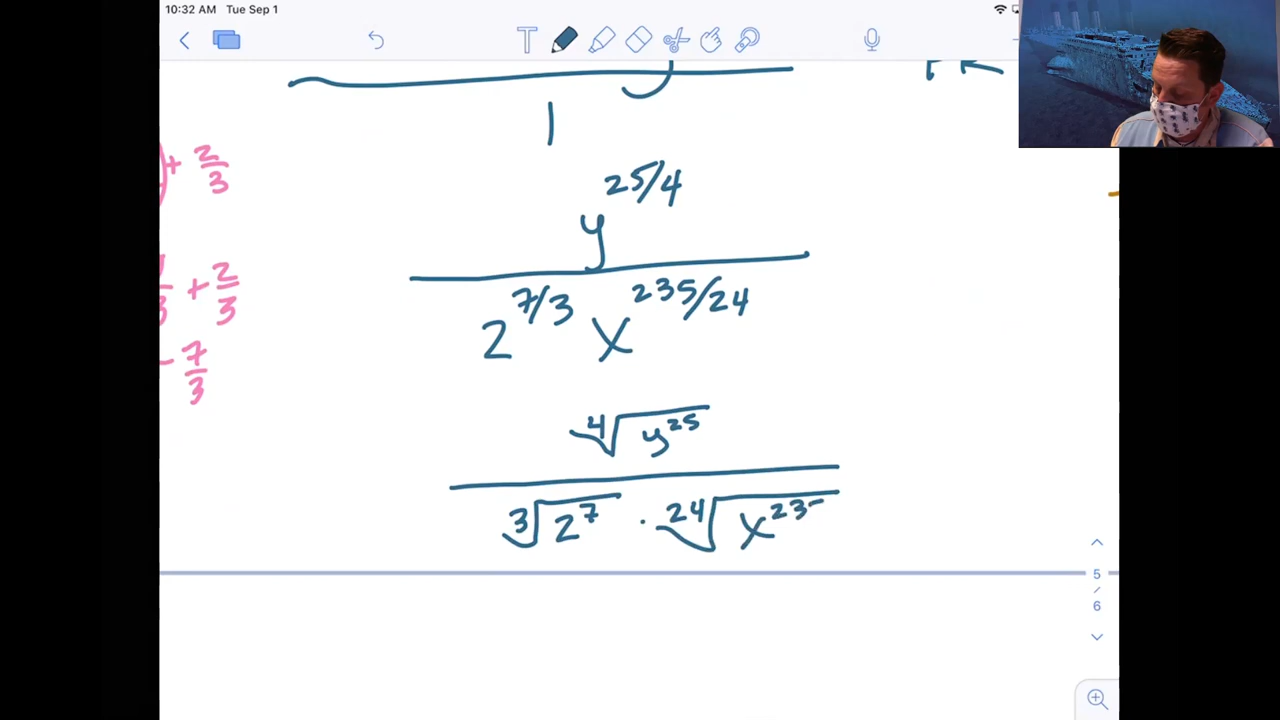 10:32 AM Tue Sep 1
T
1
+ 2/3
y^25/4
+ 2/3
2^7/3 x^235/24
- 7/3
⁴√y^25
³√2^7 · ²⁴√x^23
5
/
6